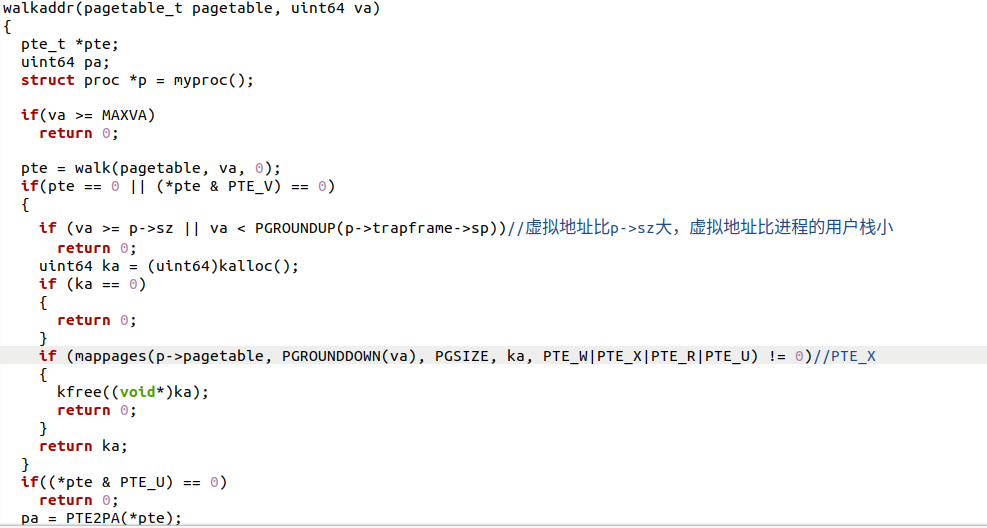 walkaddr(pagetable_t pagetable, uint64 va)
{
  pte_t *pte;
  uint64 pa;
  struct proc *p = myproc();

  if(va >= MAXVA)
    return 0;

  pte = walk(pagetable, va, 0);
  if(pte == 0 || (*pte & PTE_V) == 0)
  {
    if (va >= p->sz || va < PGROUNDUP(p->trapframe->sp))//虚拟地址比p->sz大，虚拟地址比进程的用户栈小
      return 0;
    uint64 ka = (uint64)kalloc();
    if (ka == 0)
    {
      return 0;
    }
    if (mappages(p->pagetable, PGROUNDDOWN(va), PGSIZE, ka, PTE_W|PTE_X|PTE_R|PTE_U) != 0)//PTE_X
    {
      kfree((void*)ka);
      return 0;
    }
    return ka;
  }
  if((*pte & PTE_U) == 0)
    return 0;
  pa = PTE2PA(*pte);